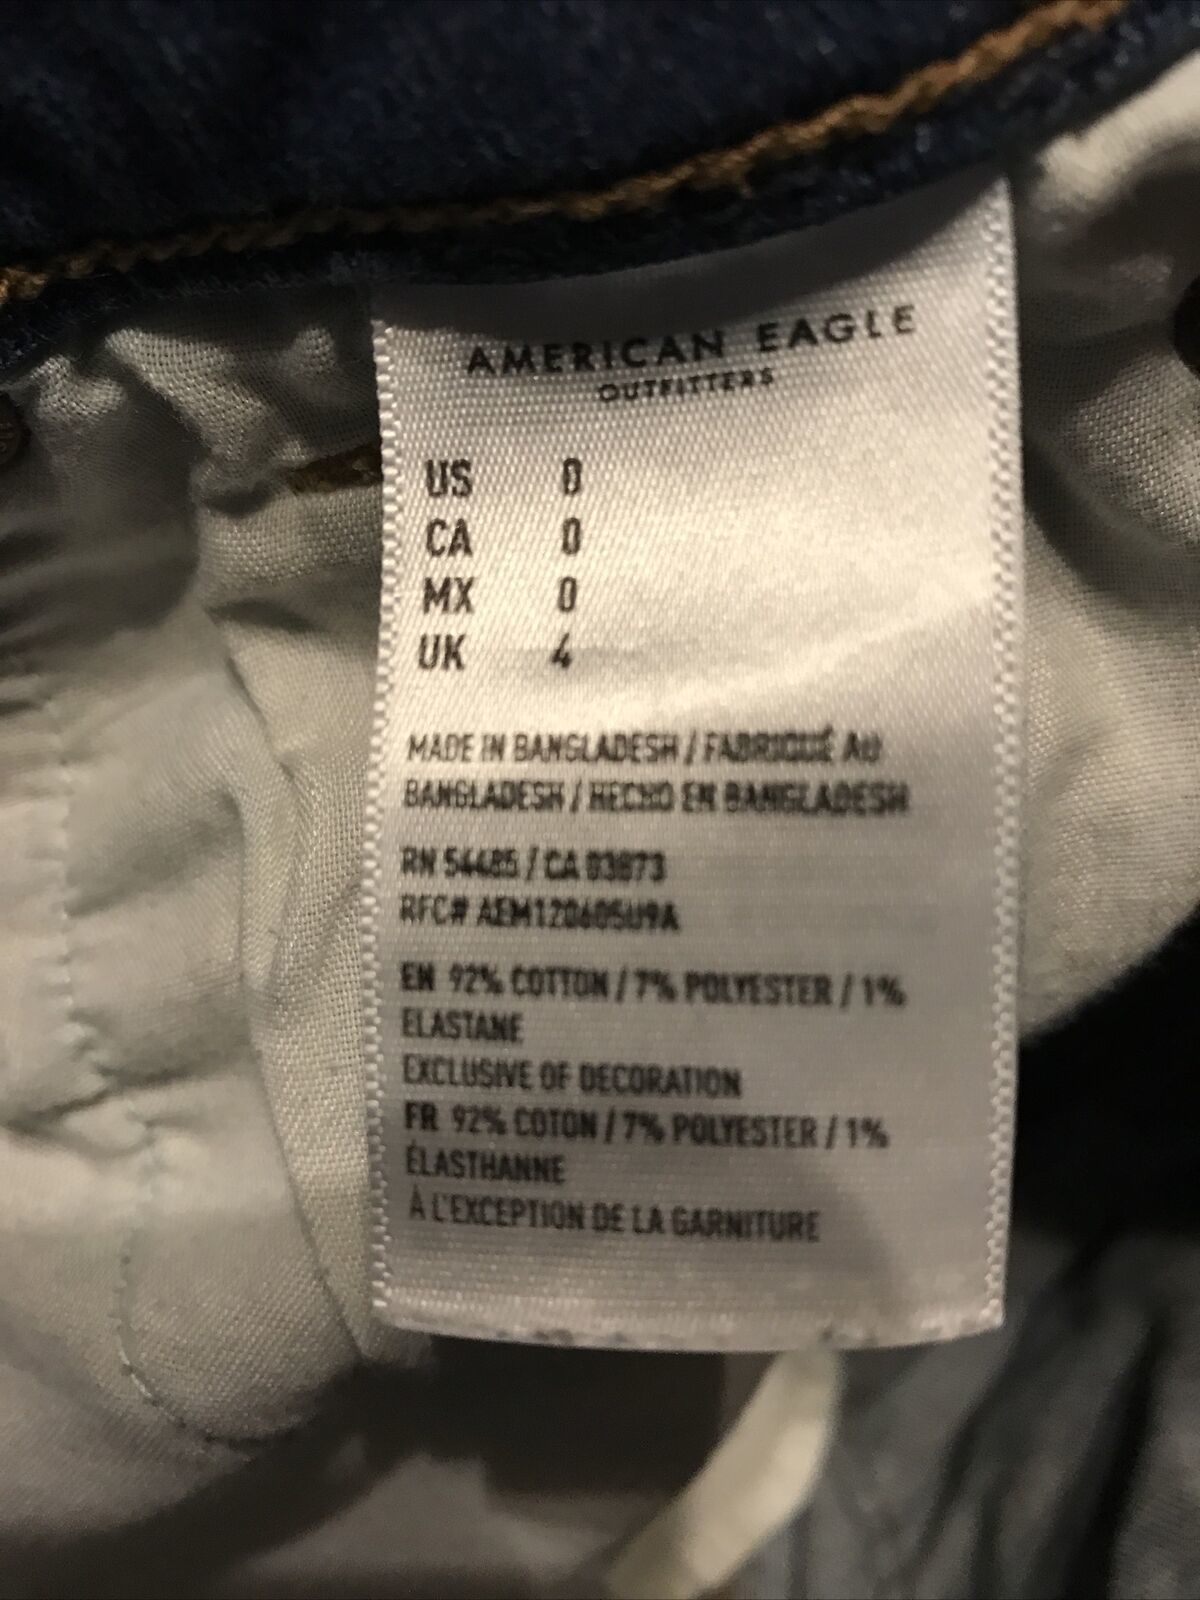 AMERICAN EAGLE
OUTFITTERS
US 0
CA 0
MX 0
UK 4
MADE IN BANGLADESH / FABRIQUÉ AU
BANGLADESH / HECHO EN BANGLADESH
RN 54485 / CA 03873
RFC# AEM120605U9A
EN 92% COTTON / 7% POLYESTER / 1%
ELASTANE
EXCLUSIVE OF DECORATION
FR 92% COTON / 7% POLYESTER / 1%
ÉLASTHANNE
À L'EXCEPTION DE LA GARNITURE